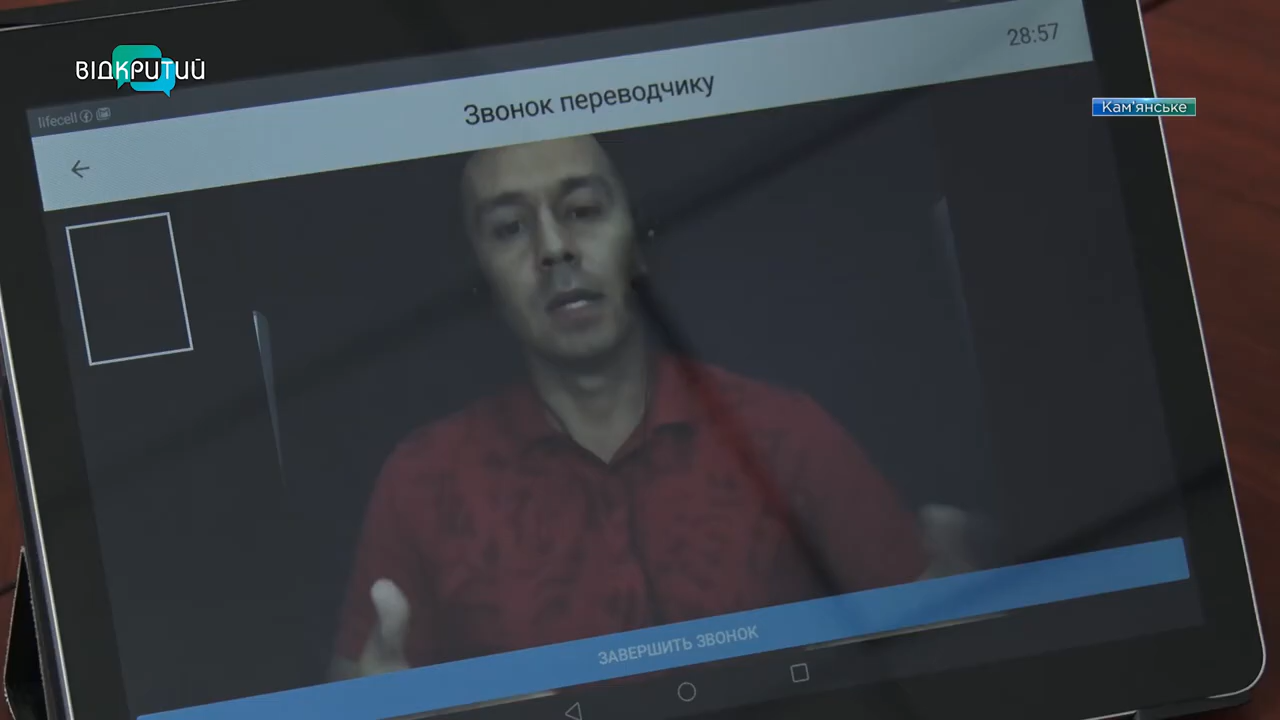 ВІДКРИТИЙ
28:57
Кам'янське
Звонок переводчику
lifecell
ЗАВЕРШИТЬ ЗВОНОК